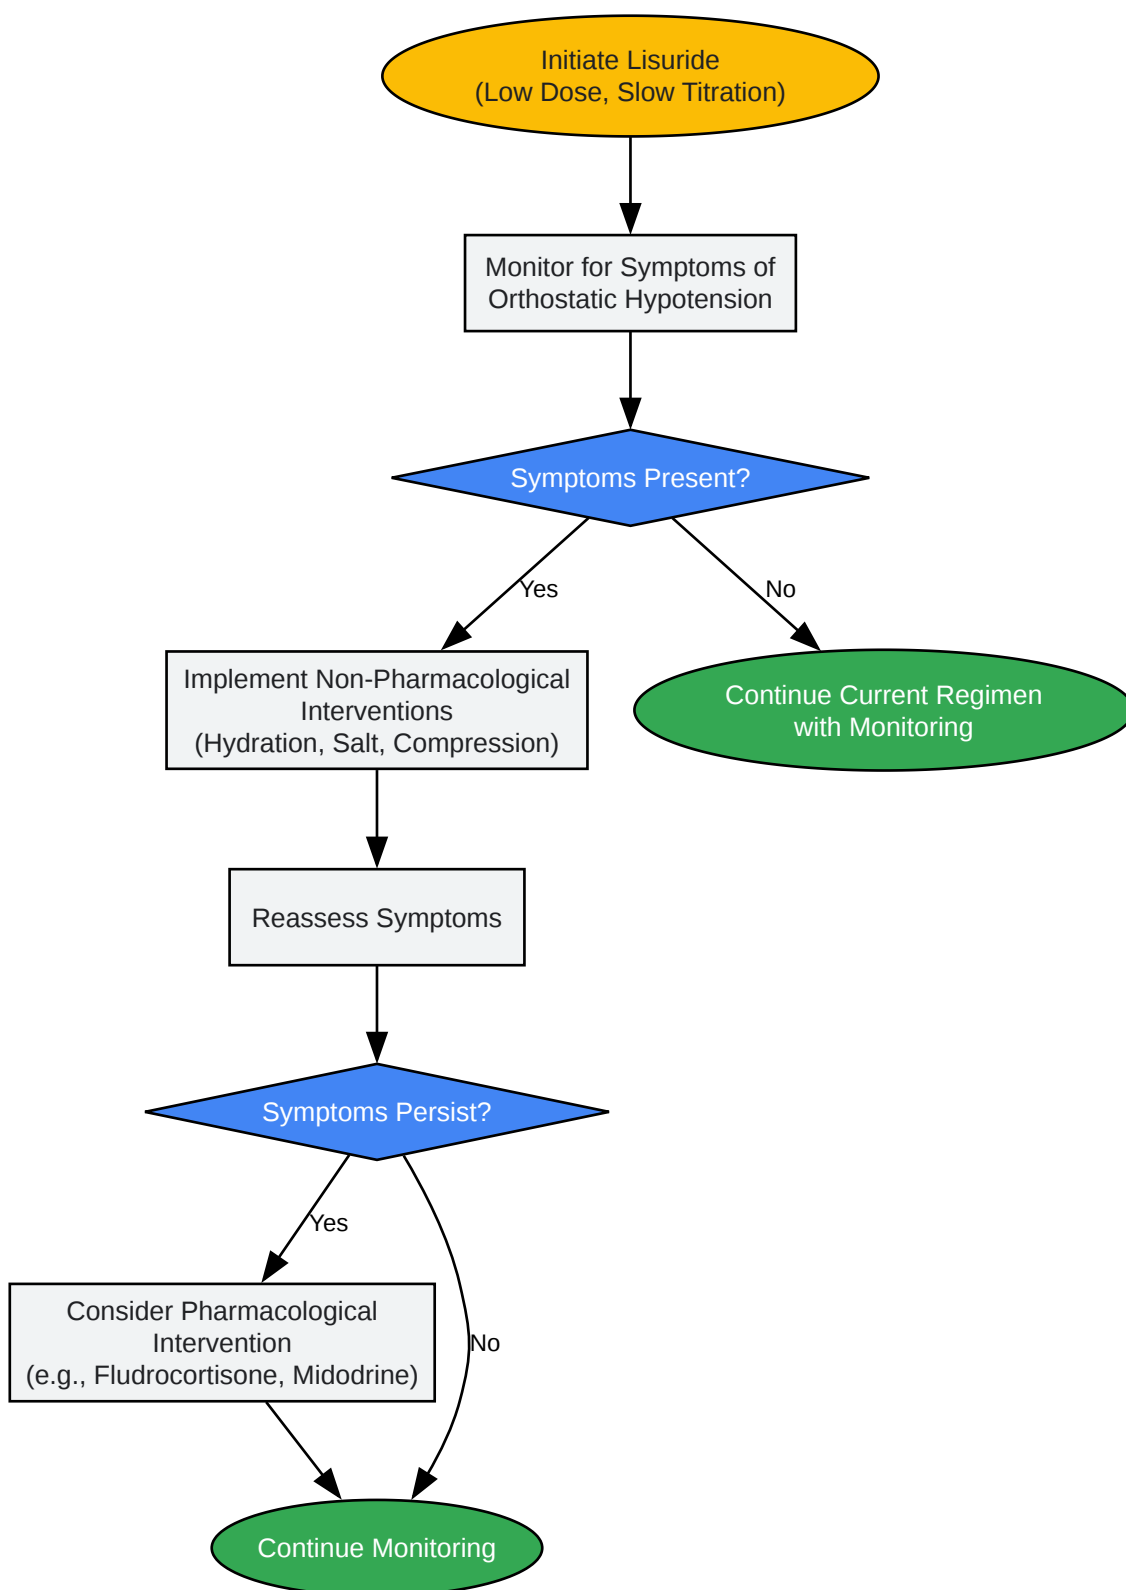 Initiate Lisuride
(Low Dose, Slow Titration)
Monitor for Symptoms of
Orthostatic Hypotension
Symptoms Present?
Yes
No
Implement Non-Pharmacological
Interventions
(Hydration, Salt, Compression)
Continue Current Regimen
with Monitoring
Reassess Symptoms
Symptoms Persist?
Yes
Consider Pharmacological
Intervention
(e.g., Fludrocortisone, Midodrine)
No
Continue Monitoring